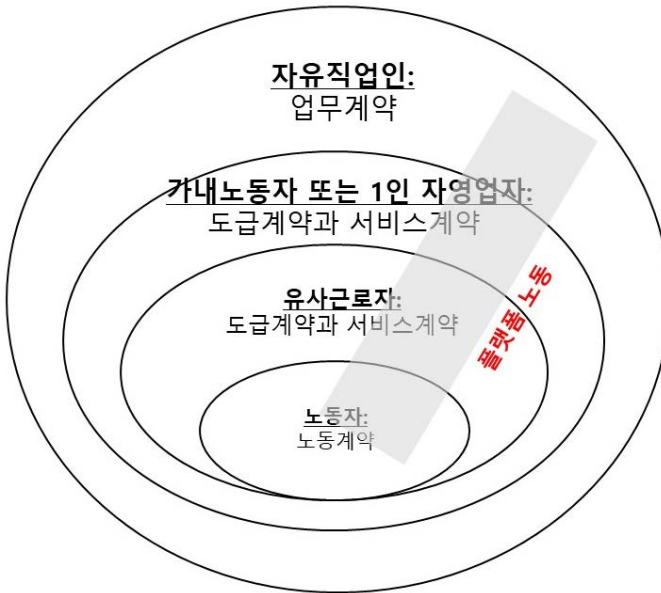 자유직업인:
업무계약
가내노동자 또는 1인 자영업자:
도급계약과 서비스계약
유사근로자:
도급계약과 서비스계약
플랫폼 노동
노동자:
노동계약